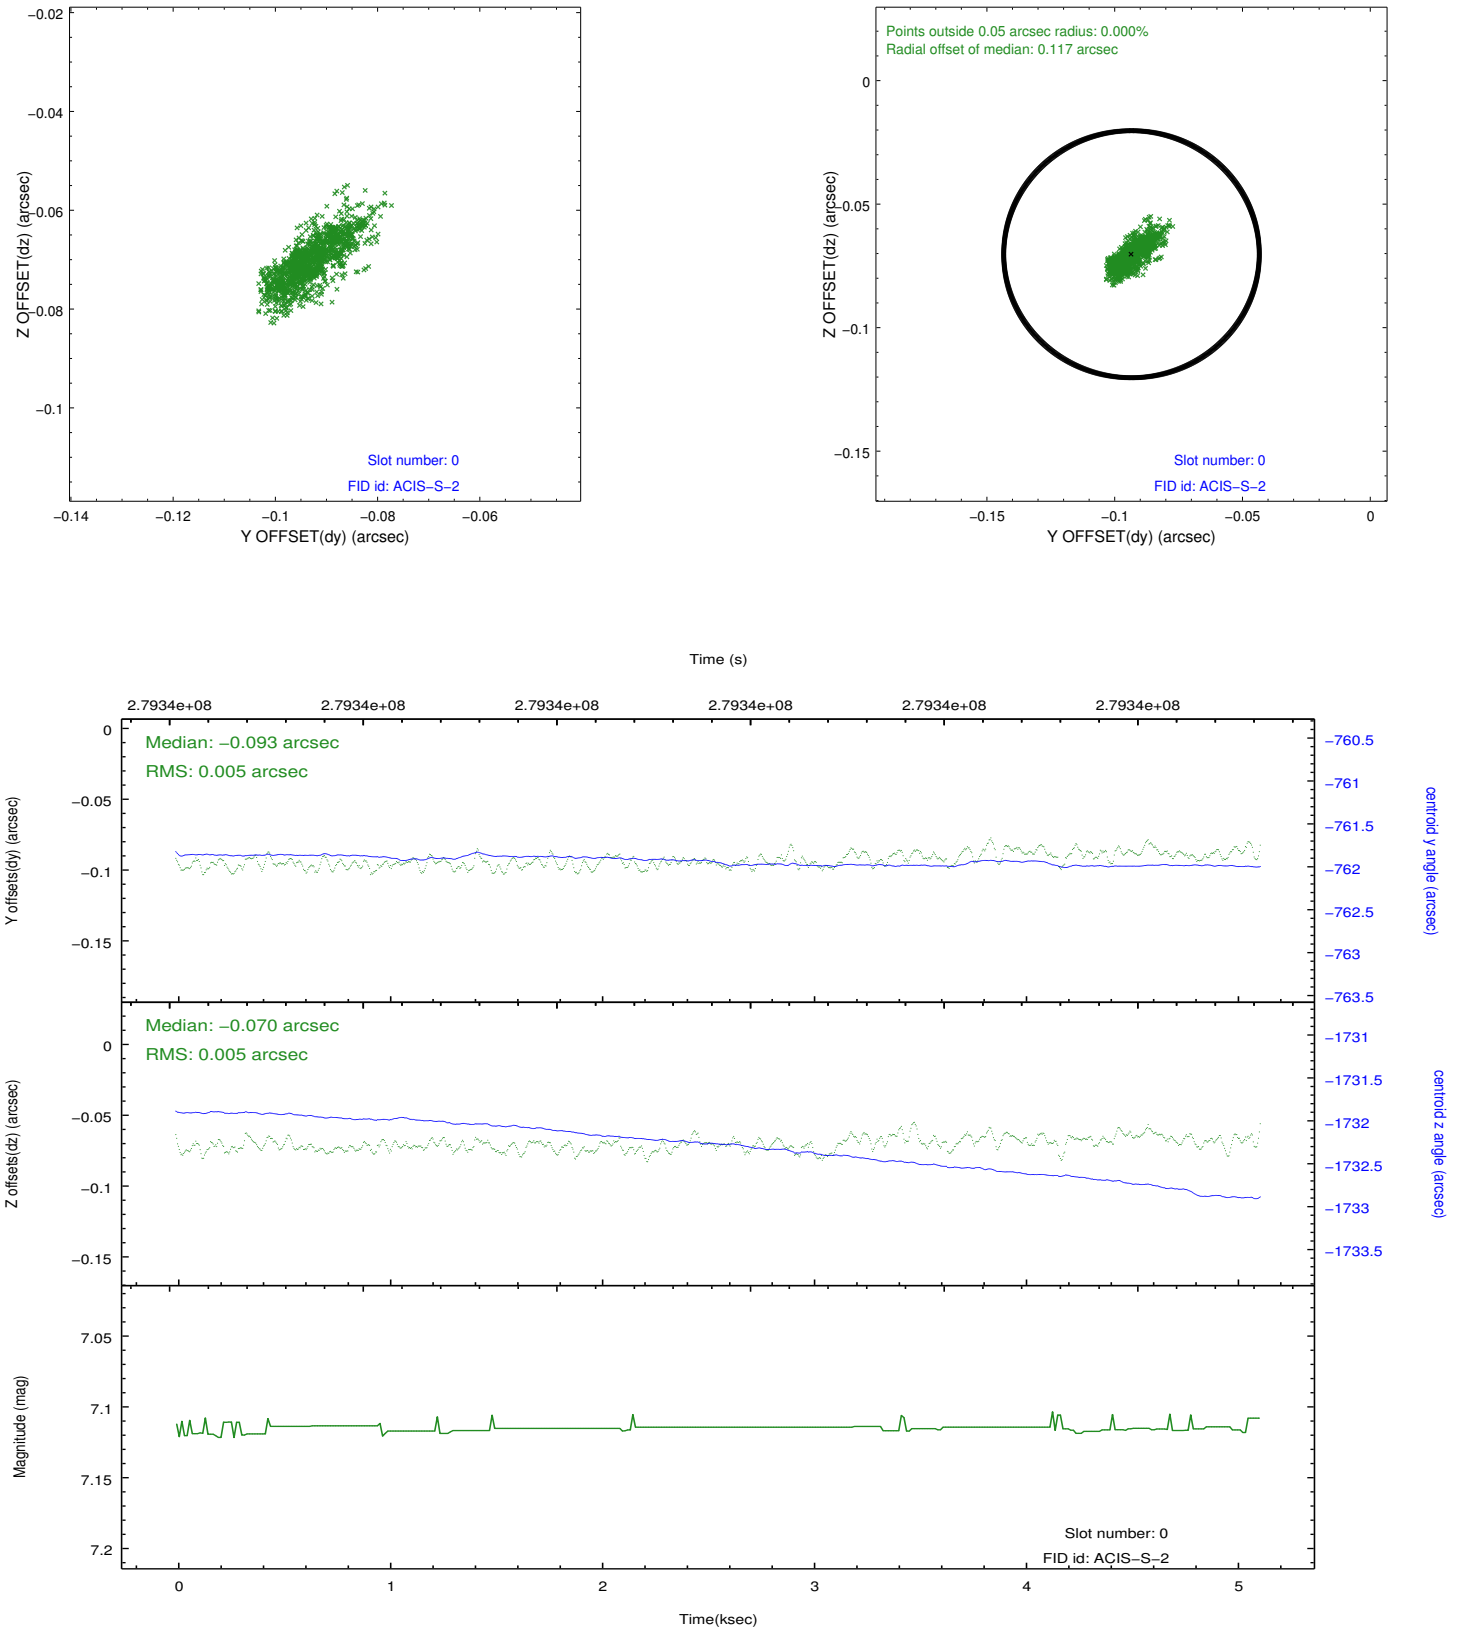 −0.02
−0.04
−0.06
−0.08
−0.1
Z OFFSET(dz) (arcsec)
Slot number: 0
FID id: ACIS−S−2
−0.14
−0.12
−0.1
−0.08
−0.06
Y OFFSET(dy) (arcsec)
Points outside 0.05 arcsec radius: 0.000%
Radial offset of median: 0.117 arcsec
0
−0.05
−0.1
−0.15
Z OFFSET(dz) (arcsec)
Slot number: 0
FID id: ACIS−S−2
−0.15
−0.1
−0.05
0
Y OFFSET(dy) (arcsec)
Time (s)
2.7934e+08
2.7934e+08
2.7934e+08
2.7934e+08
2.7934e+08
2.7934e+08
Median: −0.093 arcsec
RMS: 0.005 arcsec
0
−0.05
−0.1
−0.15
Y offsets(dy) (arcsec)
−760.5
−761
−761.5
−762
−762.5
−763
−763.5
centroid y angle (arcsec)
Median: −0.070 arcsec
RMS: 0.005 arcsec
0
−0.05
−0.1
−0.15
Z offsets(dz) (arcsec)
−1731
−1731.5
−1732
−1732.5
−1733
−1733.5
centroid z angle (arcsec)
7.05
7.1
7.15
7.2
Magnitude (mag)
Slot number: 0
FID id: ACIS−S−2
0
1
2
3
4
5
Time(ksec)